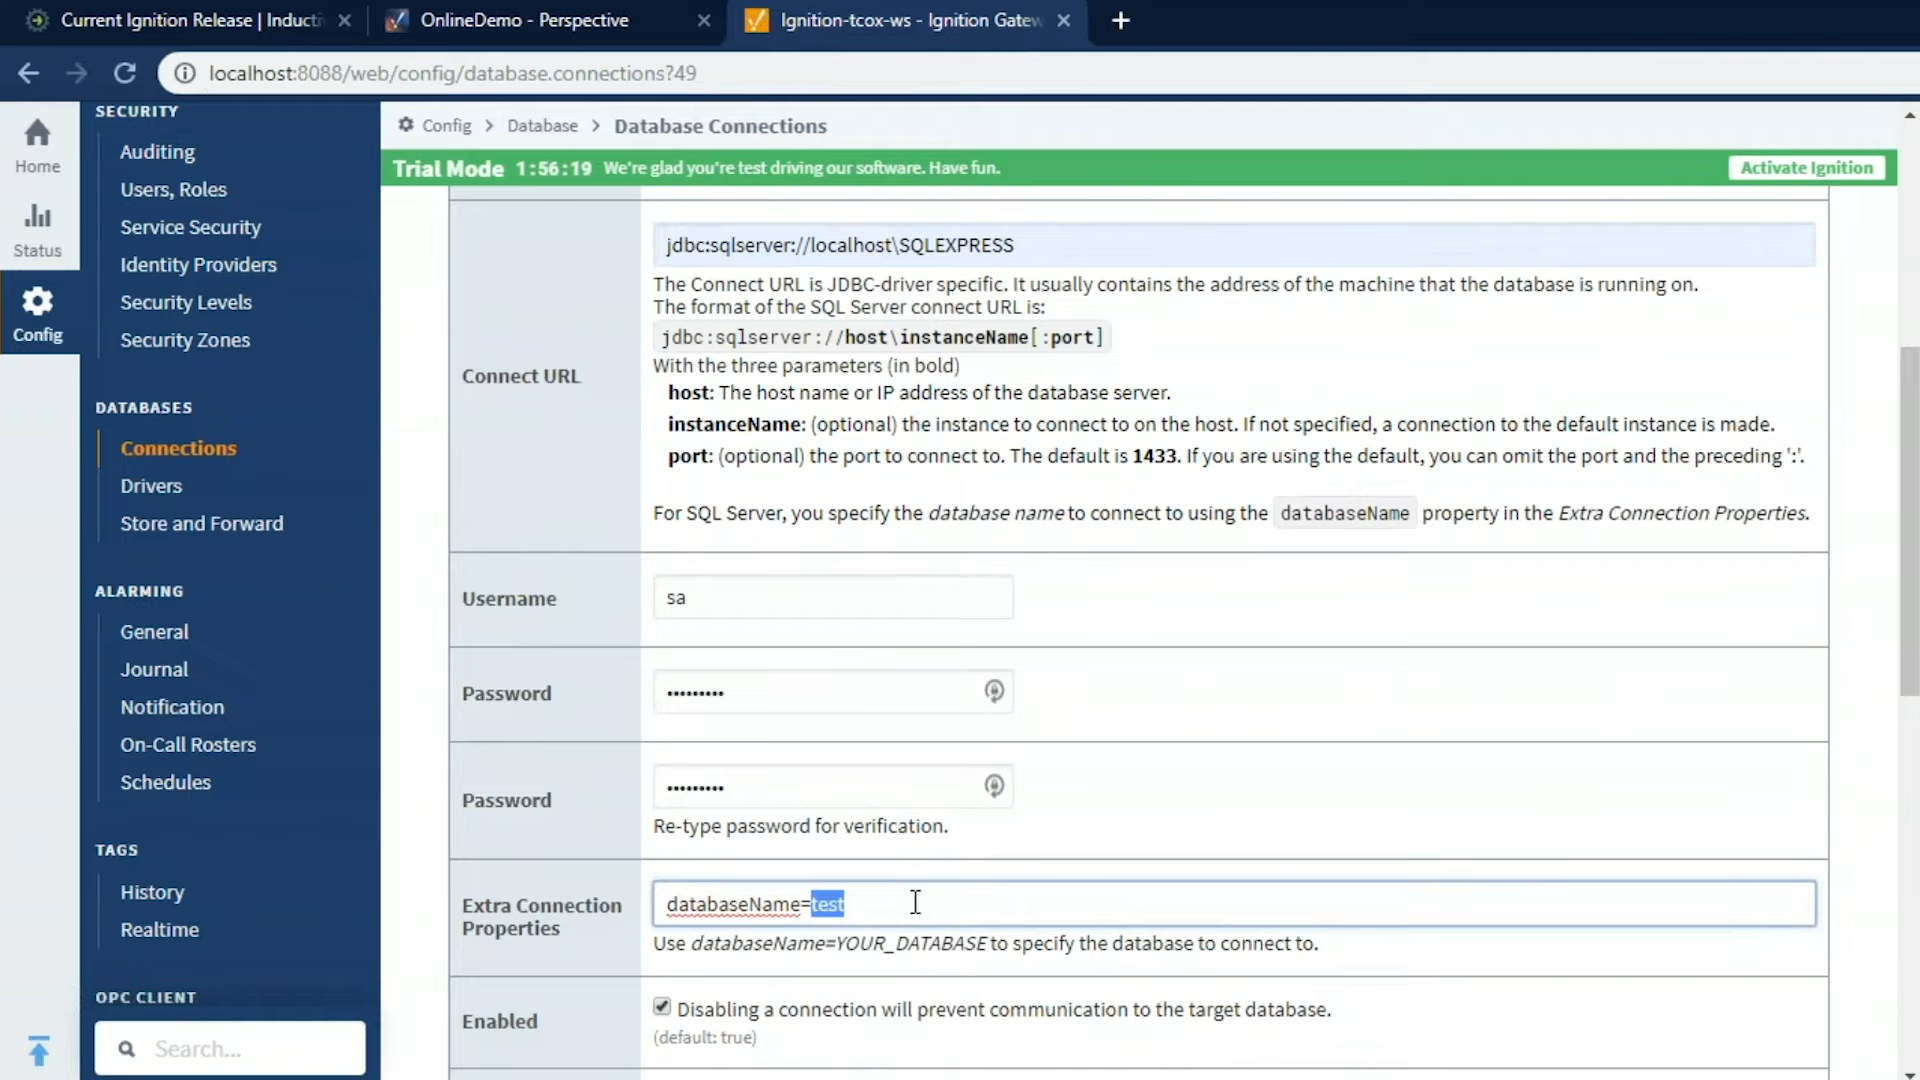 Current Ignition Release | Inducti
OnlineDemo - Perspective
Ignition-tcox-ws - Ignition Gatew
localhost:8088/web/config/database.connections?49
Home
Status
Config
SECURITY
Auditing
Users, Roles
Service Security
Identity Providers
Security Levels
Security Zones
DATABASES
Connections
Drivers
Store and Forward
ALARMING
General
Journal
Notification
On-Call Rosters
Schedules
TAGS
History
Realtime
OPC CLIENT
Search...
Config > Database > Database Connections
Trial Mode 1:56:19 We're glad you're test driving our software. Have fun.
Activate Ignition
Connect URL
jdbc:sqlserver://localhost\SQLEXPRESS
The Connect URL is JDBC-driver specific. It usually contains the address of the machine that the database is running on.
The format of the SQL Server connect URL is:
jdbc:sqlserver://host\instanceName[:port]
With the three parameters (in bold)
host: The host name or IP address of the database server.
instanceName: (optional) the instance to connect to on the host. If not specified, a connection to the default instance is made.
port: (optional) the port to connect to. The default is 1433. If you are using the default, you can omit the port and the preceding ':'.
For SQL Server, you specify the database name to connect to using the databaseName property in the Extra Connection Properties.
Username
sa
Password
•••••••••
Password
•••••••••
Re-type password for verification.
Extra Connection
Properties
databaseName=test
Use databaseName=YOUR_DATABASE to specify the database to connect to.
Enabled
Disabling a connection will prevent communication to the target database.
(default: true)